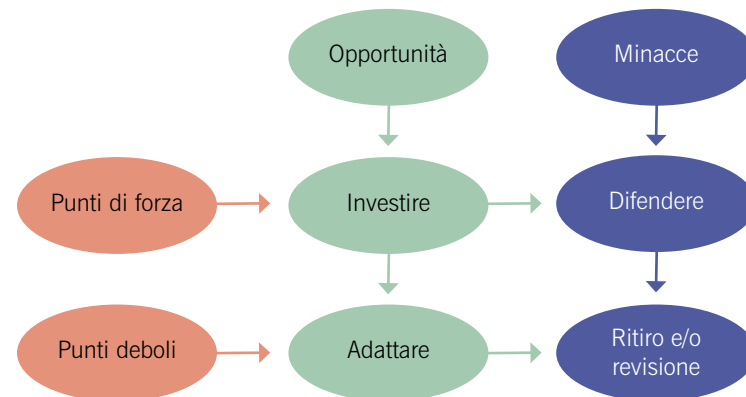 Opportunità
Minacce
Punti di forza
Investire
Difendere
Punti deboli
Adattare
Ritiro e/o
revisione